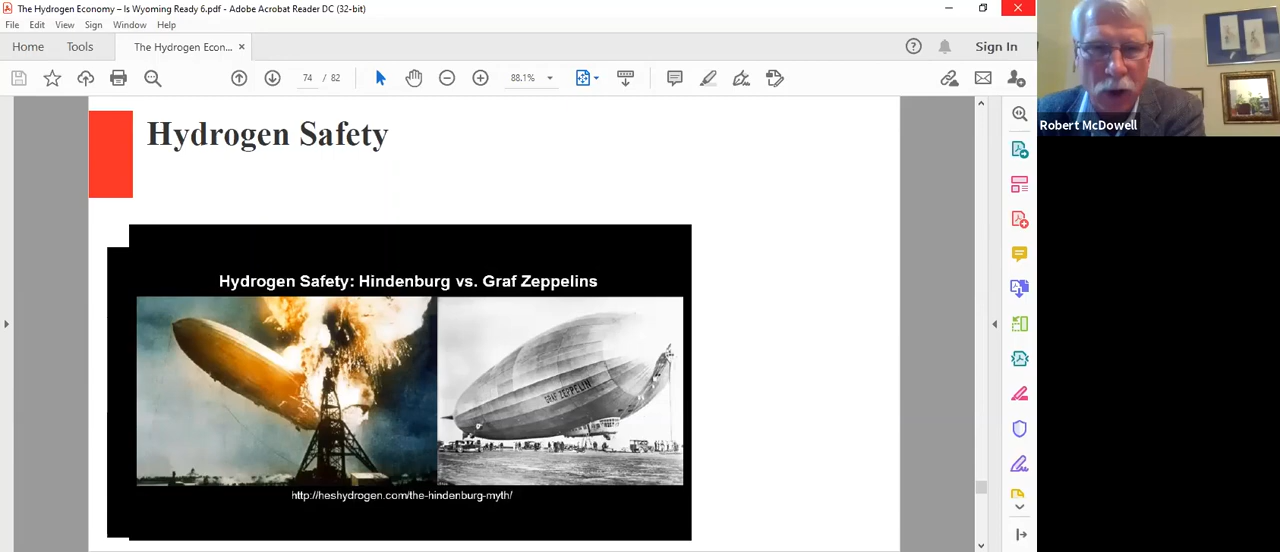 The Hydrogen Economy – Is Wyoming Ready 6.pdf - Adobe Acrobat Reader DC (32-bit)
File Edit View Sign Window Help
Home Tools The Hydrogen Econ... × Sign In
74 / 82 88.1%
Robert McDowell
Hydrogen Safety
Hydrogen Safety: Hindenburg vs. Graf Zeppelins
GRAF ZEPPELIN
http://heshydrogen.com/the-hindenburg-myth/